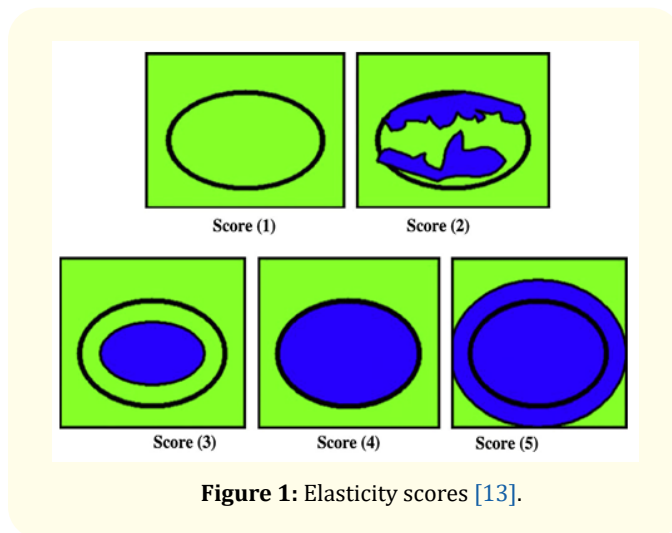 Score (1) Score (2)
Score (3) Score (4) Score (5)
Figure 1: Elasticity scores [13].